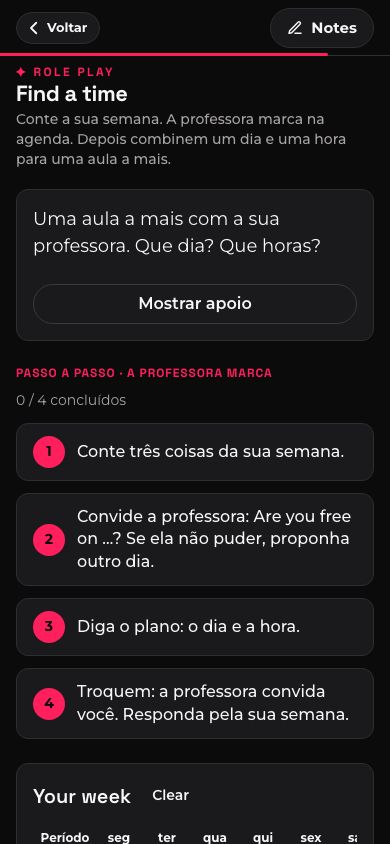 Voltar
Notes
ROLE PLAY
Find a time
Conte a sua semana. A professora marca na
agenda. Depois combinem um dia e uma hora
para uma aula a mais.
Uma aula a mais com a sua
professora. Que dia? Que horas?
Mostrar apoio
PASSO A PASSO · A PROFESSORA MARCA
0 / 4 concluídos
1 Conte três coisas da sua semana.
2 Convide a professora: Are you free
on ...? Se ela não puder, proponha
outro dia.
3 Diga o plano: o dia e a hora.
4 Troquem: a professora convida
você. Responda pela sua semana.
Your week Clear
Período seg ter qua qui sex